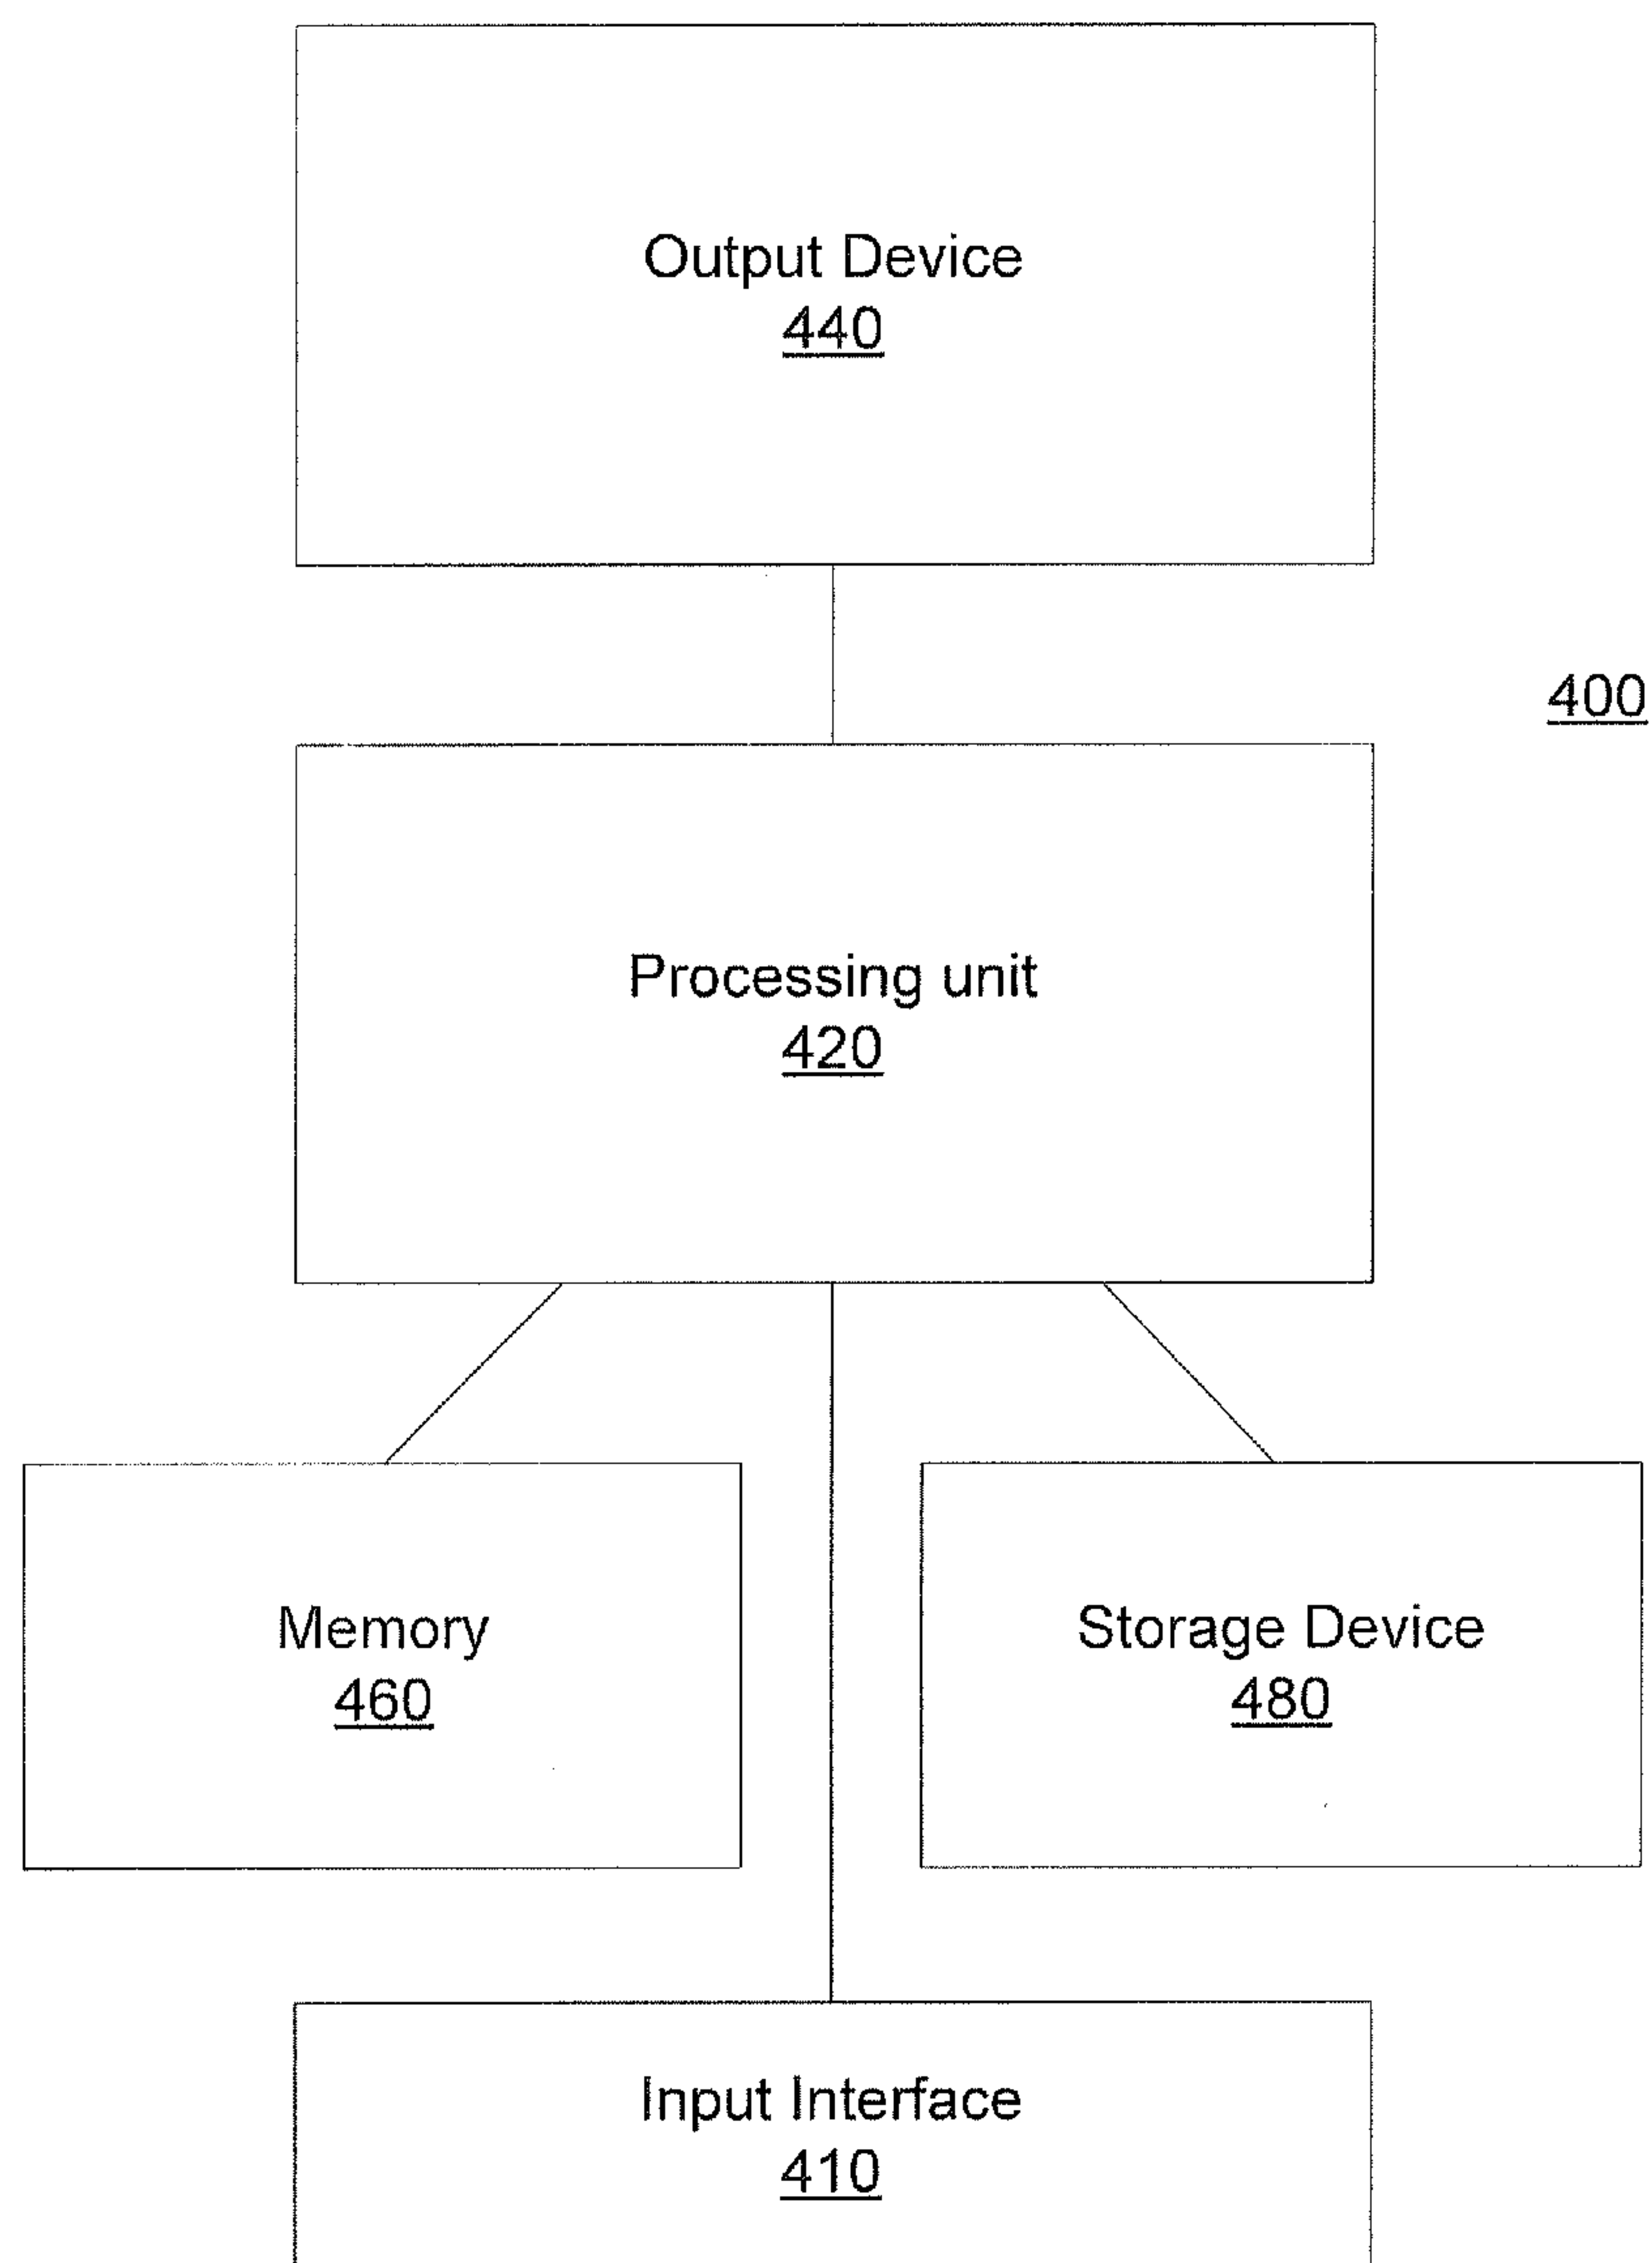 Output Device
440
400
Processing unit
420
Memory
460
Storage Device
480
Input Interface
410